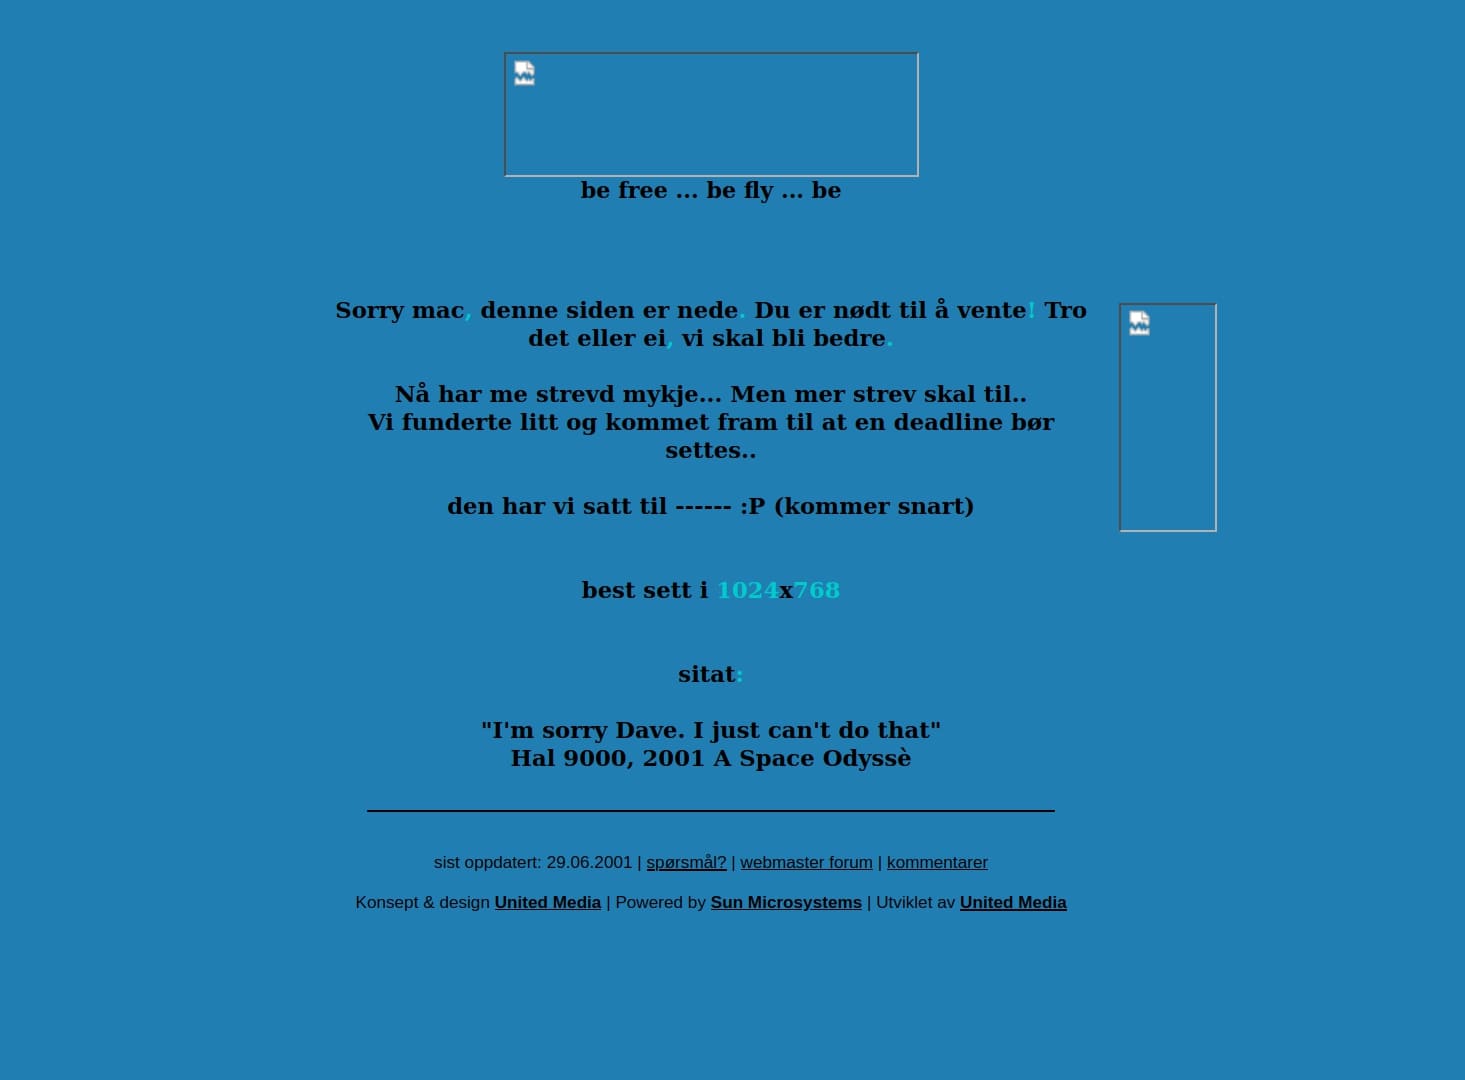 be free ... be fly ... be
Sorry mac, denne siden er nede. Du er nødt til å vente! Tro
det eller ei, vi skal bli bedre.
Nå har me strevd mykje... Men mer strev skal til..
Vi funderte litt og kommet fram til at en deadline bør
settes..
den har vi satt til ------ :P (kommer snart)
best sett i 1024x768
sitat:
"I'm sorry Dave. I just can't do that"
Hal 9000, 2001 A Space Odyssè
sist oppdatert: 29.06.2001 | spørsmål? | webmaster forum | kommentarer
Konsept & design United Media | Powered by Sun Microsystems | Utviklet av United Media